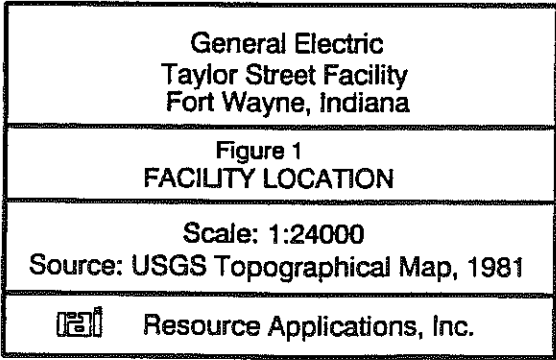 General Electric
Taylor Street Facility
Fort Wayne, Indiana
Figure 1
FACILITY LOCATION
Scale: 1:24000
Source: USGS Topographical Map, 1981
Resource Applications, Inc.